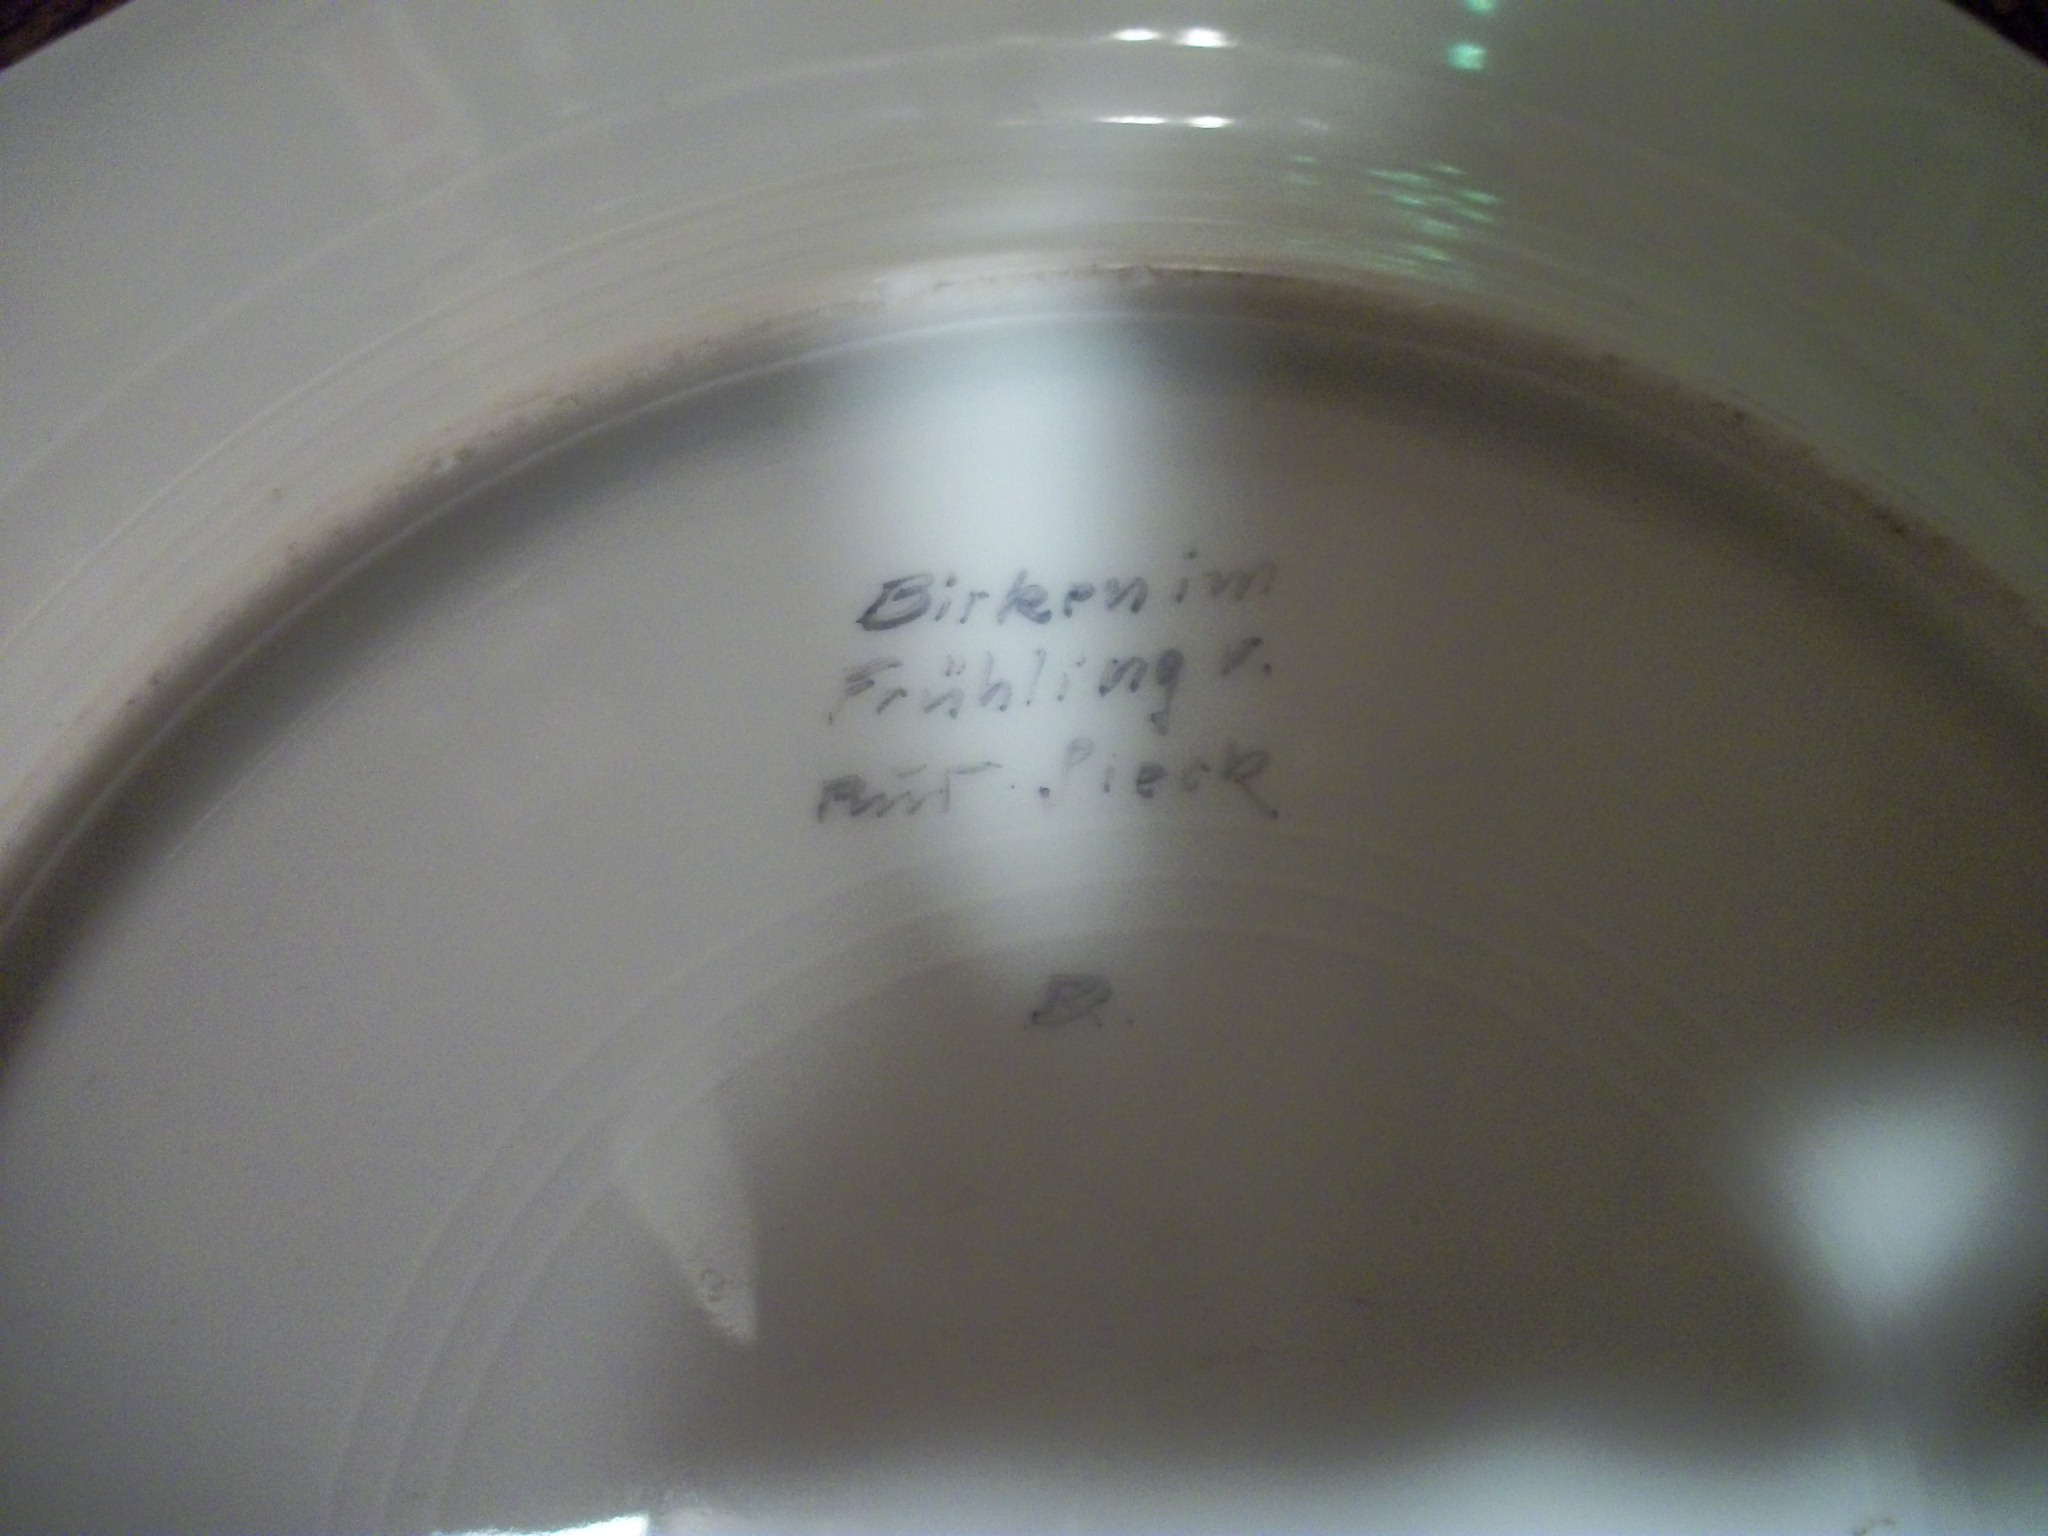 Birken im
Frühling v.
Pieck